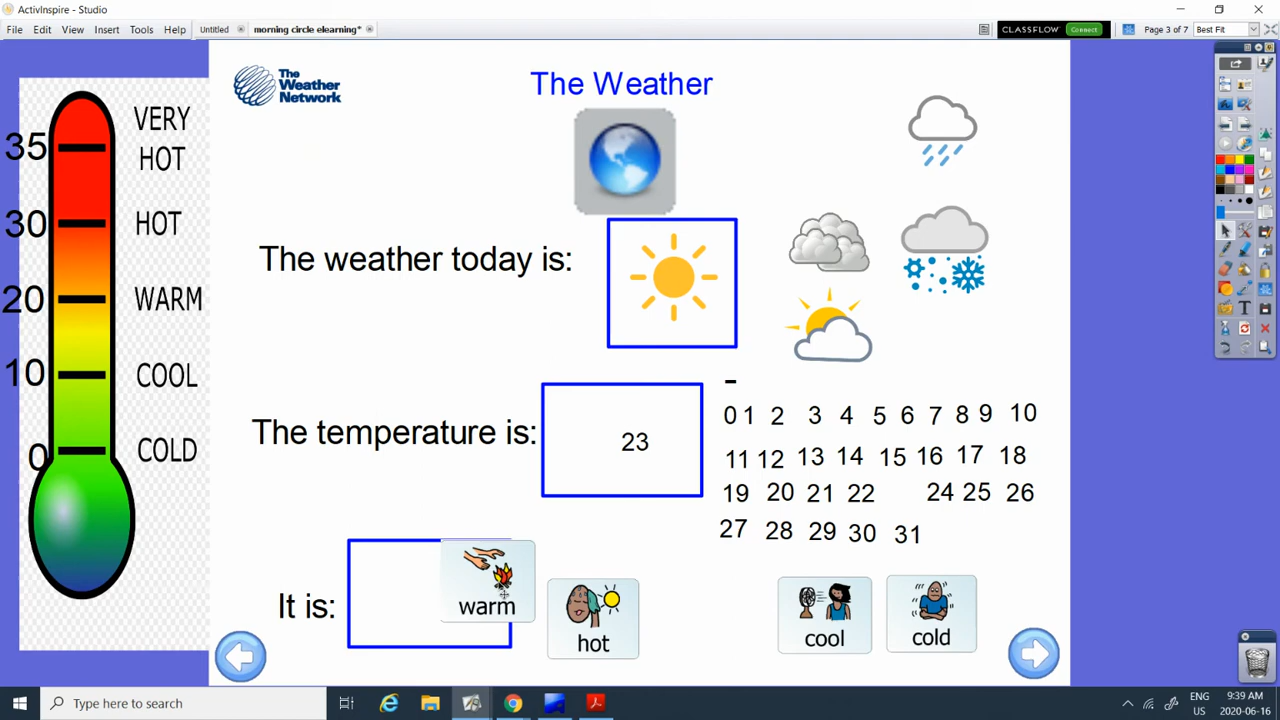 ActivInspire - Studio
File Edit View Insert Tools Help
Untitled
morning circle elearning*
CLASSFLOW Connect
Page 3 of 7
Best Fit
The
Weather
Network
The Weather
35
VERY
HOT
30
HOT
20
WARM
10
COOL
0
COLD
The weather today is:
The temperature is:
23
-
0 1 2 3 4 5 6 7 8 9 10
11 12 13 14 15 16 17 18
19 20 21 22 24 25 26
27 28 29 30 31
It is:
warm
hot
cool
cold
Type here to search
ENG
US
9:39 AM
2020-06-16